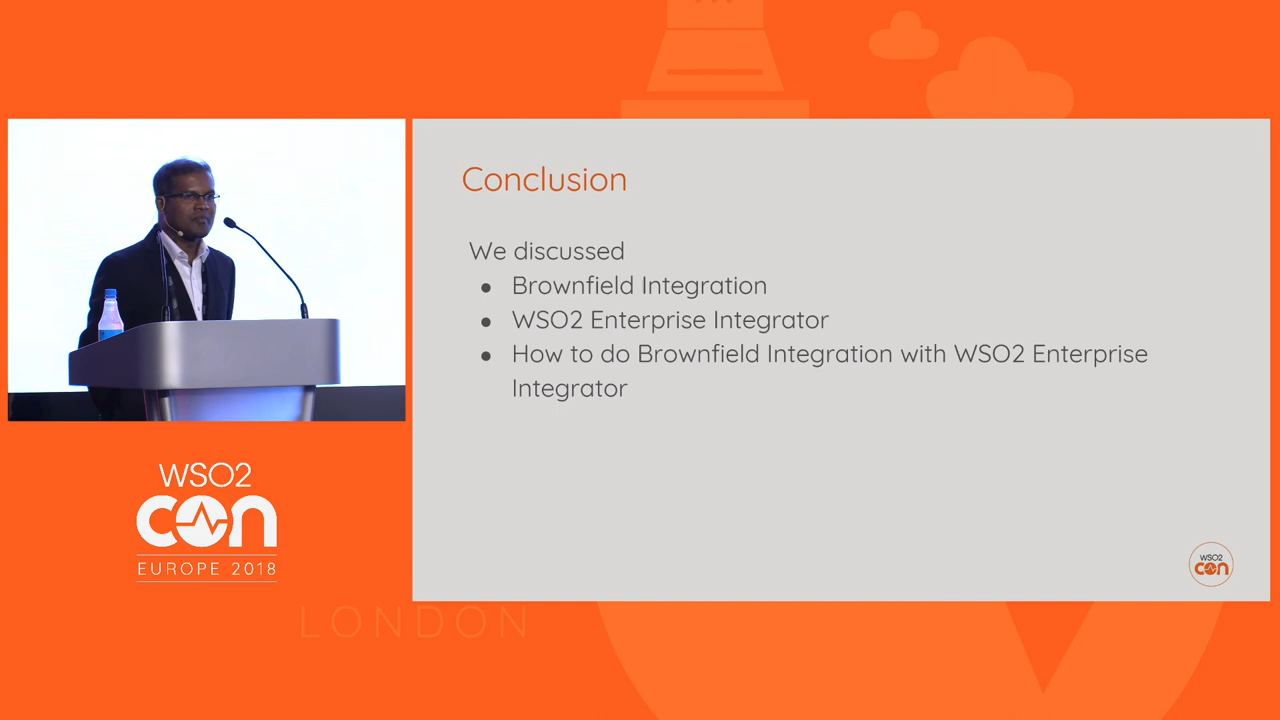 Conclusion
We discussed
● Brownfield Integration
● WSO2 Enterprise Integrator
● How to do Brownfield Integration with WSO2 Enterprise
Integrator
WSO2
con
EUROPE 2018
WSO2
con
LONDON